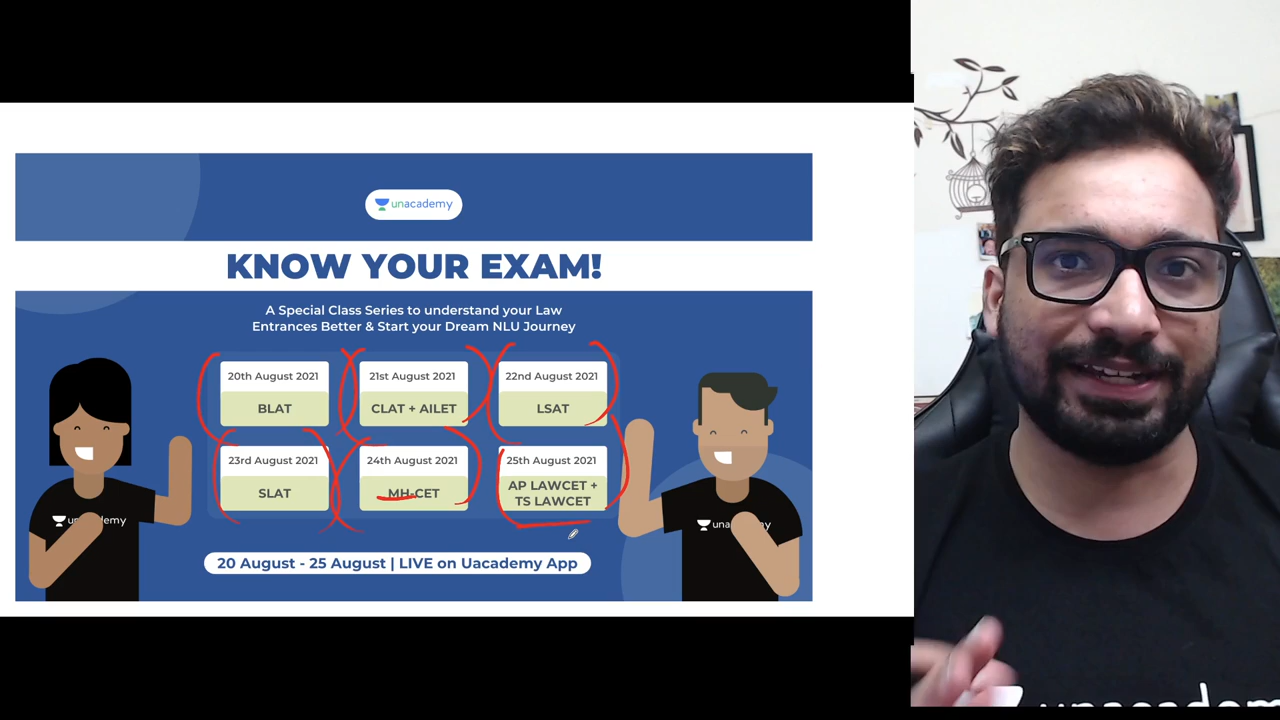 unacademy
KNOW YOUR EXAM!
A Special Class Series to understand your Law
Entrances Better & Start your Dream NLU Journey
20th August 2021
BLAT
21st August 2021
CLAT + AILET
22nd August 2021
LSAT
23rd August 2021
SLAT
24th August 2021
MH-CET
25th August 2021
AP LAWCET +
TS LAWCET
20 August - 25 August | LIVE on Uacademy App